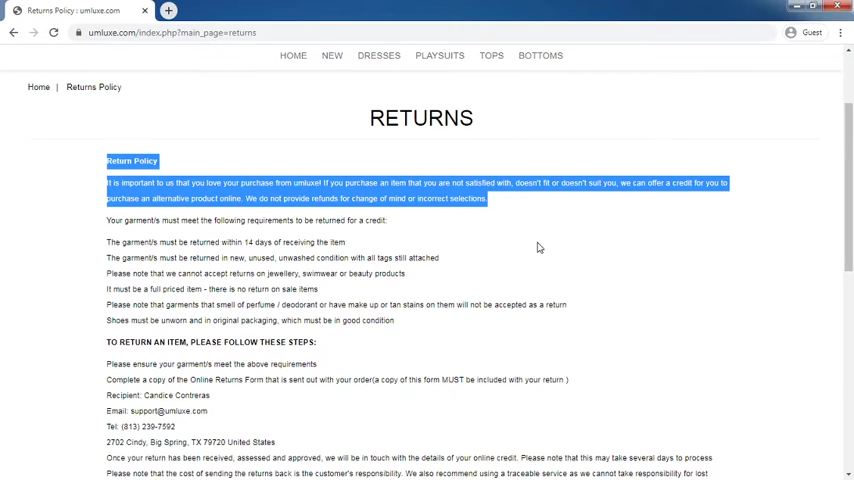 Returns Policy : umluxe.com
umluxe.com/index.php?main_page=returns
Guest
HOME NEW DRESSES PLAYSUITS TOPS BOTTOMS
Home | Returns Policy
RETURNS
Return Policy
It is important to us that you love your purchase from umluxe! If you purchase an item that you are not satisfied with, doesn't fit or doesn't suit you, we can offer a credit for you to
purchase an alternative product online. We do not provide refunds for change of mind or incorrect selections.
Your garment/s must meet the following requirements to be returned for a credit:
The garment/s must be returned within 14 days of receiving the item
The garment/s must be returned in new, unused, unwashed condition with all tags still attached
Please note that we cannot accept returns on jewellery, swimwear or beauty products
It must be a full priced item - there is no return on sale items
Please note that garments that smell of perfume / deodorant or have make up or tan stains on them will not be accepted as a return
Shoes must be unworn and in original packaging, which must be in good condition
TO RETURN AN ITEM, PLEASE FOLLOW THESE STEPS:
Please ensure your garment/s meet the above requirements
Complete a copy of the Online Returns Form that is sent out with your order(a copy of this form MUST be included with your return )
Recipient: Candice Contreras
Email: support@umluxe.com
Tel: (813) 239-7592
2702 Cindy, Big Spring, TX 79720 United States
Once your return has been received, assessed and approved, we will be in touch with the details of your online credit. Please note that this may take several days to process
Please note that the cost of sending the returns back is the customer's responsibility. We also recommend using a traceable service as we cannot take responsibility for lost